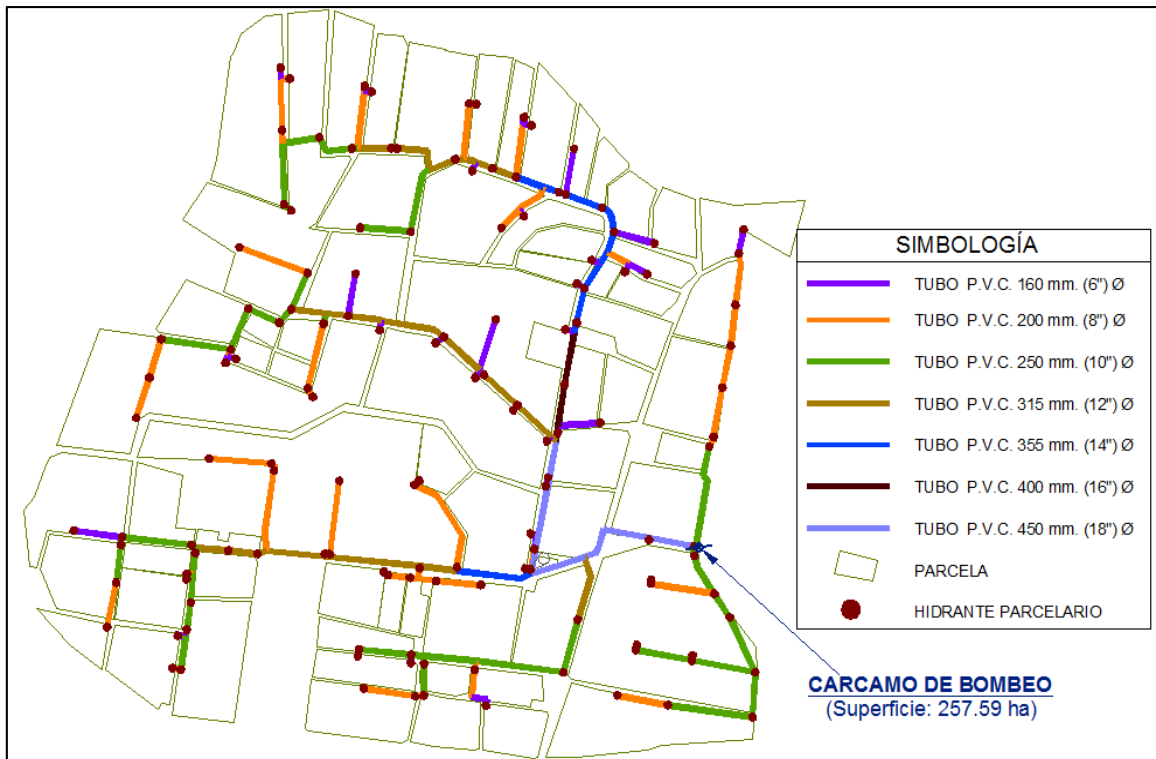 SIMBOLOGÍA
TUBO P.V.C. 160 mm. (6") Ø
TUBO P.V.C. 200 mm. (8") Ø
TUBO P.V.C. 250 mm. (10") Ø
TUBO P.V.C. 315 mm. (12") Ø
TUBO P.V.C. 355 mm. (14") Ø
TUBO P.V.C. 400 mm. (16") Ø
TUBO P.V.C. 450 mm. (18") Ø
PARCELA
HIDRANTE PARCELARIO
CARCAMO DE BOMBEO
(Superficie: 257.59 ha)